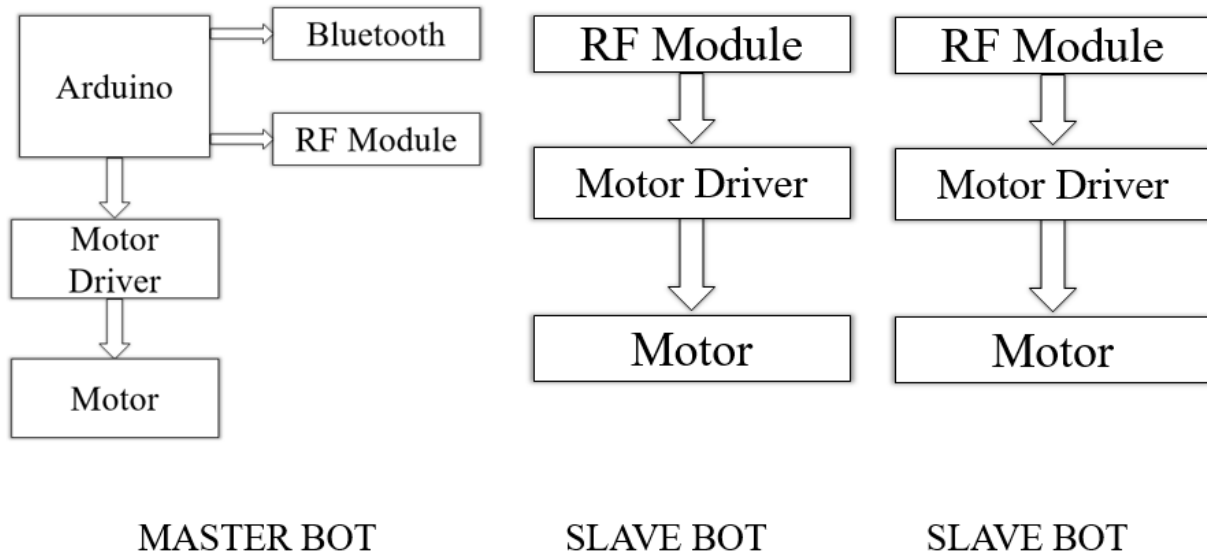 Arduino
Bluetooth
RF Module
Motor
Driver
Motor
MASTER BOT
RF Module
Motor Driver
Motor
SLAVE BOT
RF Module
Motor Driver
Motor
SLAVE BOT